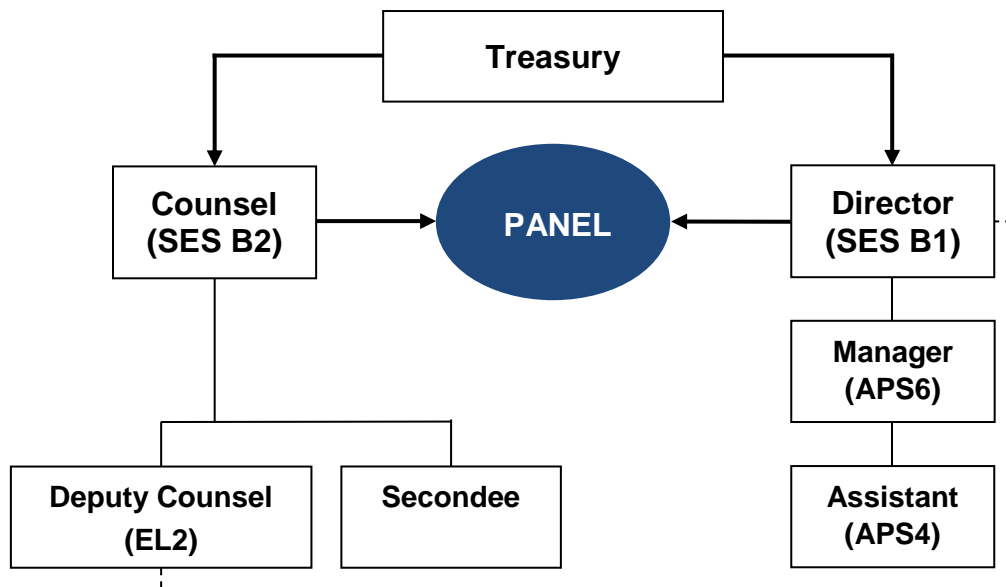 Treasury
Counsel
(SES B2)
PANEL
Director
(SES B1)
Manager
(APS6)
Deputy Counsel
(EL2)
Secondee
Assistant
(APS4)